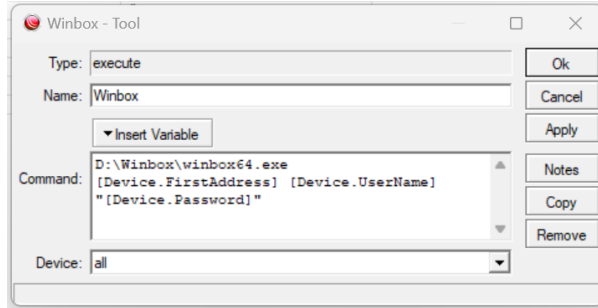 Winbox - Tool
Type: execute
Ok
Name: Winbox
Cancel
Insert Variable
Apply
Command: D:\Winbox\winbox64.exe
[Device.FirstAddress] [Device.UserName]
"[Device.Password]"
Notes
Copy
Remove
Device: all